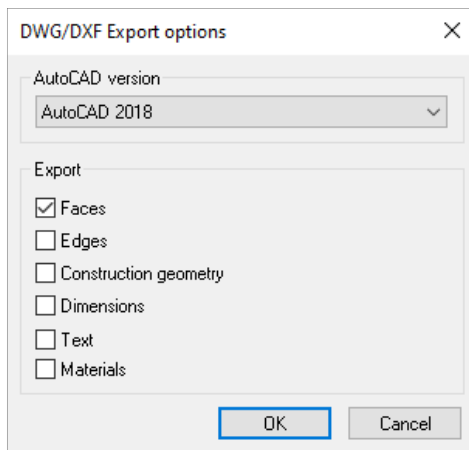 DWG/DXF Export options
AutoCAD version
AutoCAD 2018
Export
Faces
Edges
Construction geometry
Dimensions
Text
Materials
OK Cancel